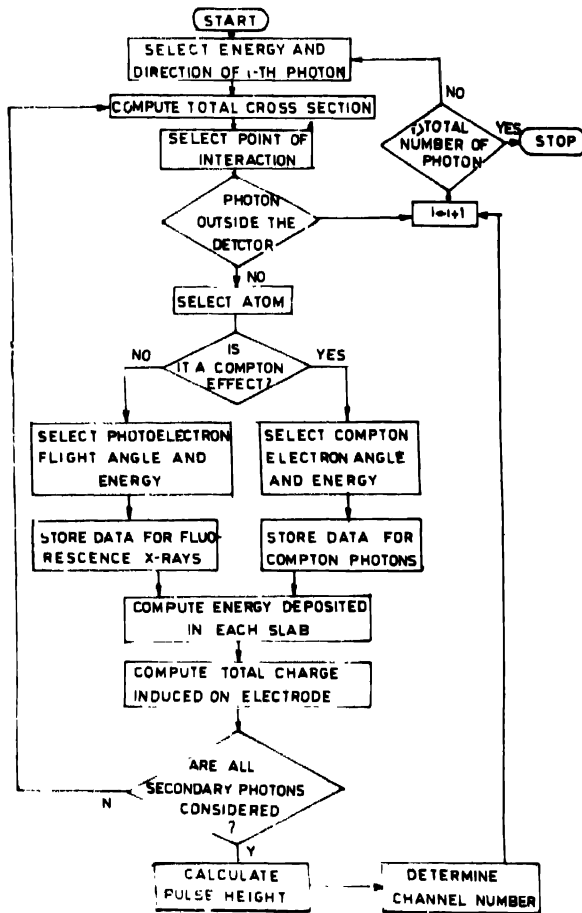 START
SELECT ENERGY AND
DIRECTION OF i-TH PHOTON
COMPUTE TOTAL CROSS SECTION
SELECT POINT OF
INTERACTION
PHOTON
OUTSIDE THE
DETCTOR
NO
SELECT ATOM
IS
IT A COMPTON
EFFECT?
NO
YES
SELECT PHOTOELECTRON
FLIGHT ANGLE AND
ENERGY
SELECT COMPTON
ELECTRON ANGLE
AND ENERGY
STORE DATA FOR FLUO-
RESCENCE X-RAYS
STORE DATA FOR
COMPTON PHOTONS
COMPUTE ENERGY DEPOSITED
IN EACH SLAB
COMPUTE TOTAL CHARGE
INDUCED ON ELECTRODE
ARE ALL
SECONDARY PHOTONS
CONSIDERED
?
N
Y
CALCULATE
PULSE HEIGHT
DETERMINE
CHANNEL NUMBER
i=i+1
TOTAL
NUMBER OF
PHOTON
NO
YES
STOP